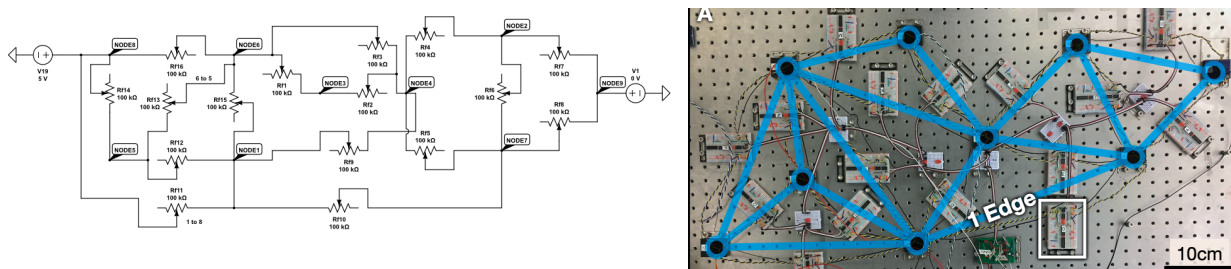 NODE8
NODE6
NODE2
V19
5 V
Rf16
100 kΩ
Rf3
100 kΩ
Rf4
100 kΩ
Rf7
100 kΩ
NODE9
V1
0 V
Rf14
100 kΩ
6 to 5
Rf13
100 kΩ
Rf15
100 kΩ
Rf1
100 kΩ
NODE3
Rf2
100 kΩ
NODE4
Rf6
100 kΩ
Rf8
100 kΩ
NODE5
Rf12
100 kΩ
NODE1
Rf9
100 kΩ
Rf5
100 kΩ
NODE7
Rf11
100 kΩ
1 to 8
Rf10
100 kΩ
A
1 Edge
10cm